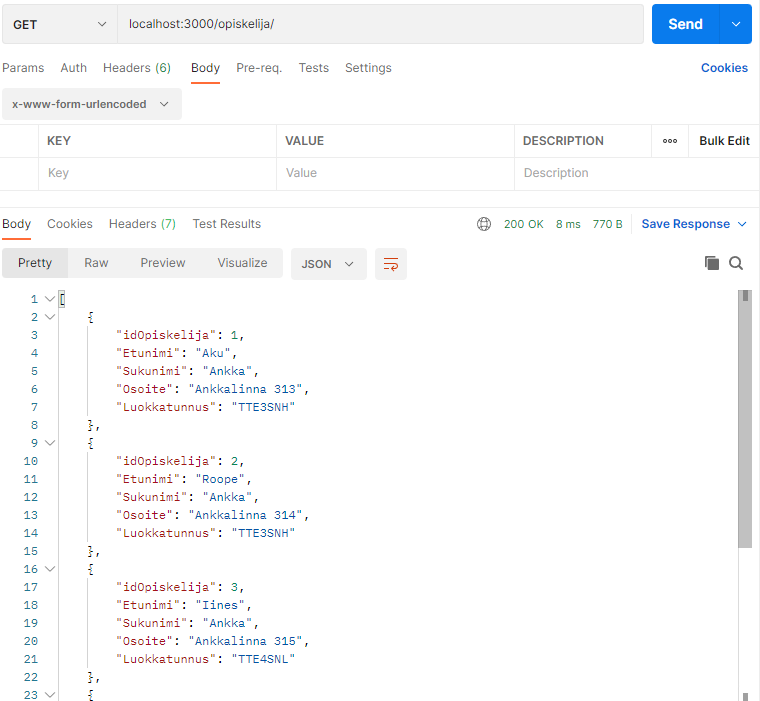 GET localhost:3000/opiskelija/ Send
Params Auth Headers (6) Body Pre-req. Tests Settings Cookies
x-www-form-urlencoded
KEY VALUE DESCRIPTION ooo Bulk Edit
Key Value Description
Body Cookies Headers (7) Test Results 200 OK 8 ms 770 B Save Response
Pretty Raw Preview Visualize JSON
1 [
2 {
3 "idOpiskelija": 1,
4 "Etunimi": "Aku",
5 "Sukunimi": "Ankka",
6 "Osoite": "Ankkalinna 313",
7 "Luokkatunnus": "TTE3SNH"
8 },
9 {
10 "idOpiskelija": 2,
11 "Etunimi": "Roope",
12 "Sukunimi": "Ankka",
13 "Osoite": "Ankkalinna 314",
14 "Luokkatunnus": "TTE3SNH"
15 },
16 {
17 "idOpiskelija": 3,
18 "Etunimi": "Iines",
19 "Sukunimi": "Ankka",
20 "Osoite": "Ankkalinna 315",
21 "Luokkatunnus": "TTE4SNL"
22 },
23 {